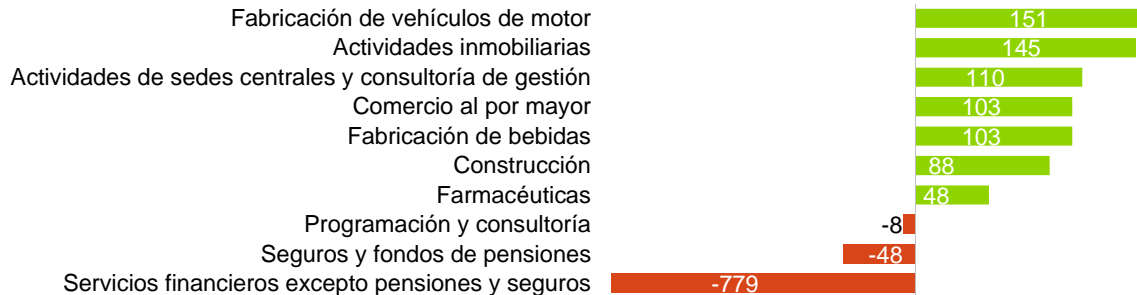 Fabricación de vehículos de motor 151
Actividades inmobiliarias 145
Actividades de sedes centrales y consultoría de gestión 110
Comercio al por mayor 103
Fabricación de bebidas 103
Construcción 88
Farmacéuticas 48
Programación y consultoría -8
Seguros y fondos de pensiones -48
Servicios financieros excepto pensiones y seguros -779